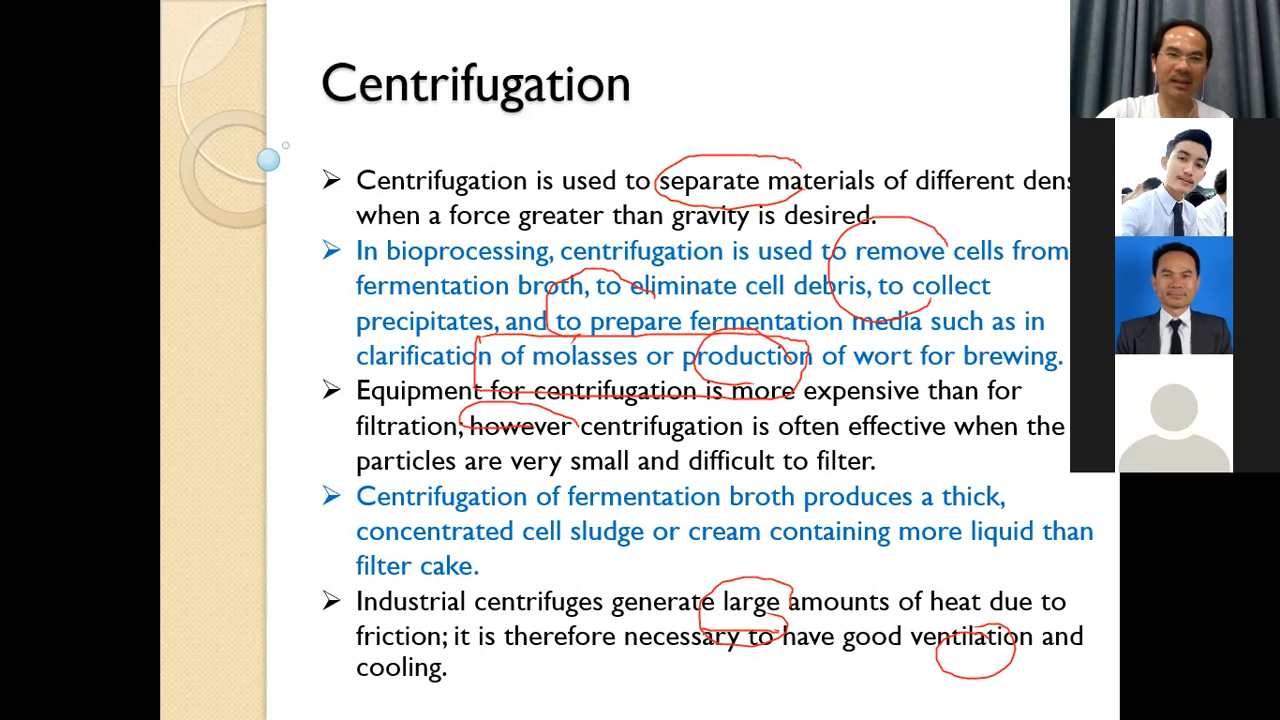 Centrifugation
➢ Centrifugation is used to separate materials of different dens
when a force greater than gravity is desired.
➢ In bioprocessing, centrifugation is used to remove cells from
fermentation broth, to eliminate cell debris, to collect
precipitates, and to prepare fermentation media such as in
clarification of molasses or production of wort for brewing.
➢ Equipment for centrifugation is more expensive than for
filtration; however centrifugation is often effective when the
particles are very small and difficult to filter.
➢ Centrifugation of fermentation broth produces a thick,
concentrated cell sludge or cream containing more liquid than
filter cake.
➢ Industrial centrifuges generate large amounts of heat due to
friction; it is therefore necessary to have good ventilation and
cooling.